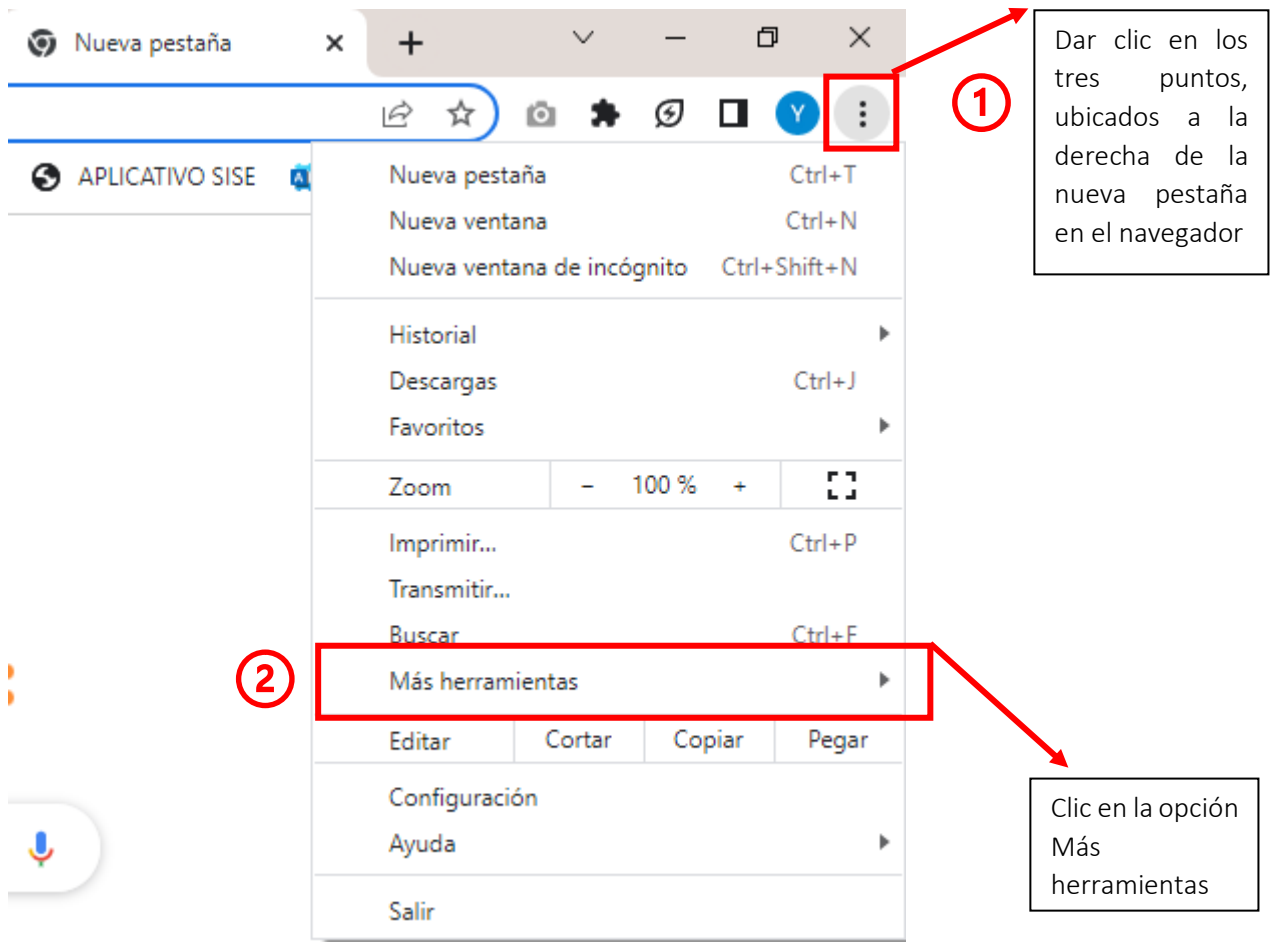 Nueva pestaña
Dar clic en los
tres puntos,
ubicados a la
derecha de la
nueva pestaña
en el navegador
1
Y
APLICATIVO SISE
Nueva pestaña Ctrl+T
Nueva ventana Ctrl+N
Nueva ventana de incógnito Ctrl+Shift+N
Historial
Descargas Ctrl+J
Favoritos
Zoom - 100 % +
Imprimir... Ctrl+P
Transmitir...
Buscar Ctrl+F
2
Más herramientas
Editar Cortar Copiar Pegar
Configuración
Ayuda
Salir
Clic en la opción
Más
herramientas